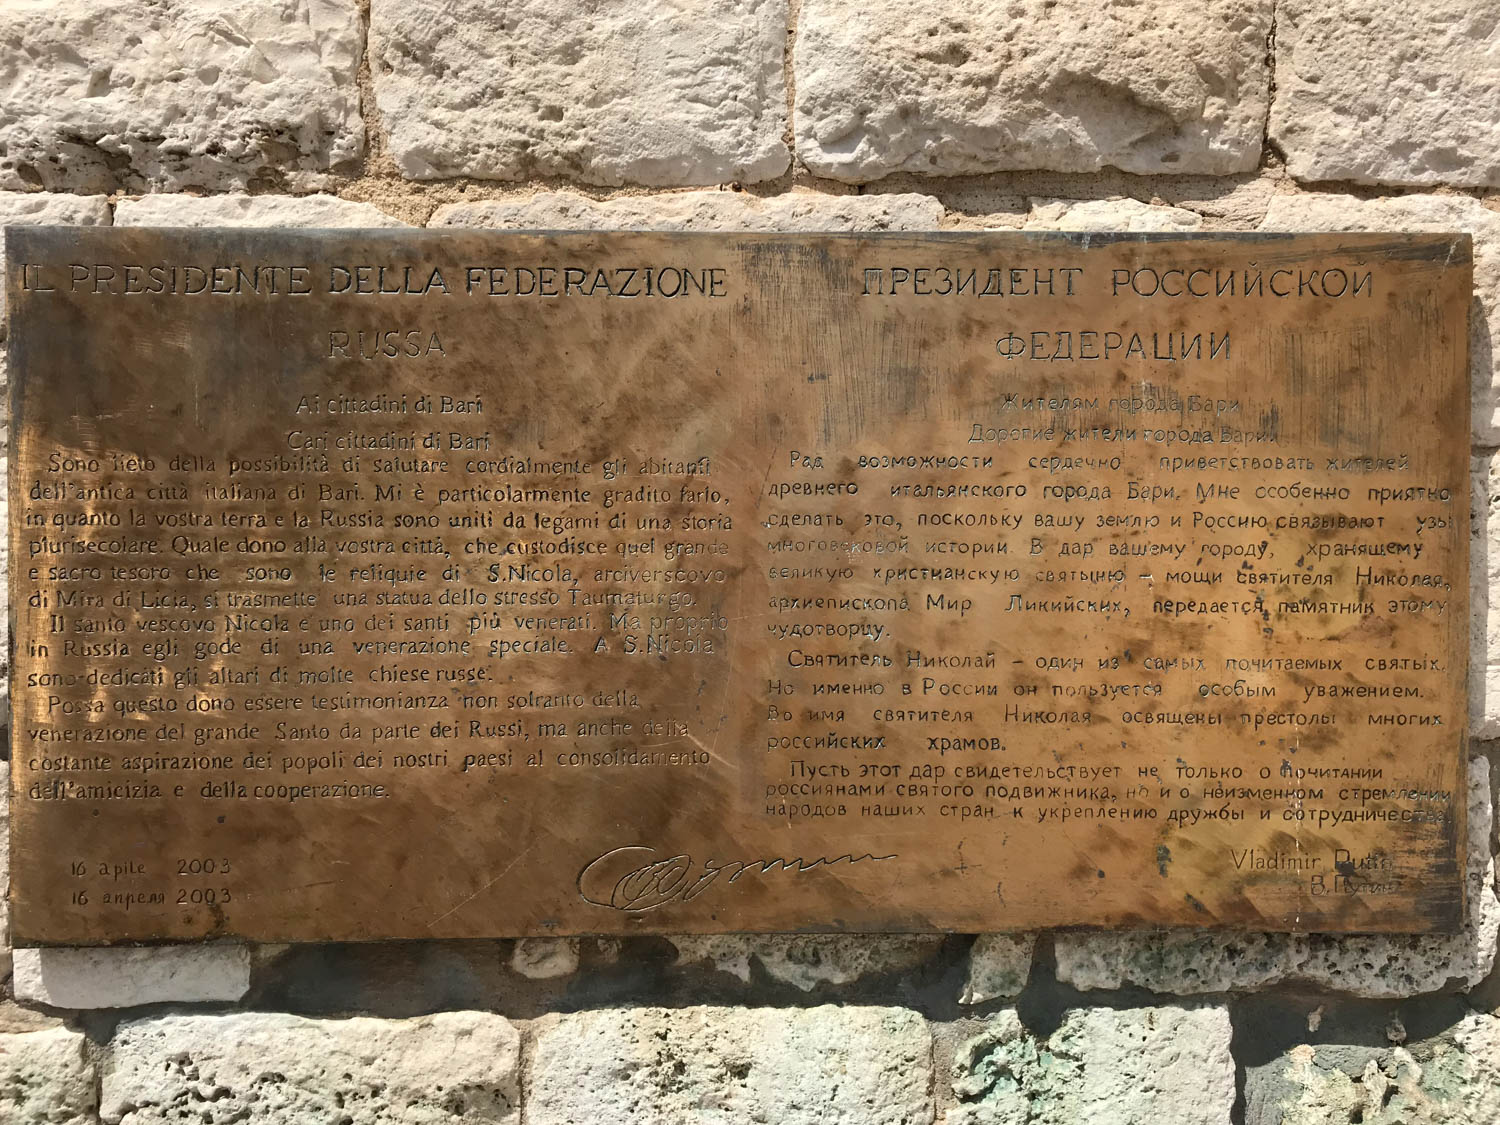 IL PRESIDENTE DELLA FEDERAZIONE
RUSSA
Ai cittadini di Bari
Cari cittadini di Bari
Sono lieto della possibilità di salutare cordialmente gli abitanti
dell'antica città italiana di Bari. Mi è particolarmente gradito farlo,
in quanto la vostra terra e la Russia sono uniti da legami di una storia
plurisecolare. Quale dono alla vostra città, che custodisce quel grande
e sacro tesoro che sono le reliquie di S.Nicola, arciverscovo
di Mira di Licia, si trasmette una statua dello stresso Taumaturgo.
Il santo vescovo Nicola e uno dei santi più venerati. Ma proprio
in Russia egli gode di una venerazione speciale. A S.Nicola
sono dedicati gli altari di molte chiese russe.
Possa questo dono essere testimonianza non solranto della
venerazione del grande Santo da parte dei Russi, ma anche della
costante aspirazione dei popoli dei nostri paesi al consolidamento
dell'amicizia e della cooperazione.
16 apile 2003
16 апреля 2003
ПРЕЗИДЕНТ РОССИЙСКОЙ
ФЕДЕРАЦИИ
Жителям города Бари
Дорогие жители города Бари!
Рад возможности сердечно приветствовать жителей
древнего итальянского города Бари. Мне особенно приятно
сделать это, поскольку вашу землю и Россию связывают узы
многовековой истории. В дар вашему городу, хранящему
великую христианскую святыню – мощи святителя Николая,
архиепископа Мир Ликийских, передается памятник этому
чудотворцу.
Святитель Николай – один из самых почитаемых святых.
Но именно в России он пользуется особым уважением.
Во имя святителя Николая освящены престолы многих
российских храмов.
Пусть этот дар свидетельствует не только о почитании
россиянами святого подвижника, но и о неизменном стремлении
народов наших стран к укреплению дружбы и сотрудничества.
Vladimir Putin
В.Путин